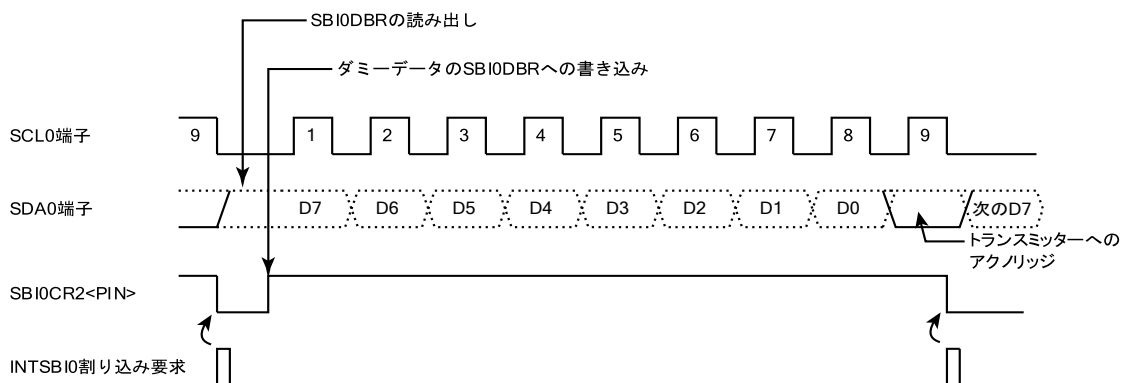 SBI0DBRの読み出し
ダミーデータのSBI0DBRへの書き込み
SCL0端子 9 1 2 3 4 5 6 7 8 9
SDA0端子 D7 D6 D5 D4 D3 D2 D1 D0 次のD7
トランスミッターへの
アクノリッジ
SBI0CR2<PIN>
INTSBI0割り込み要求